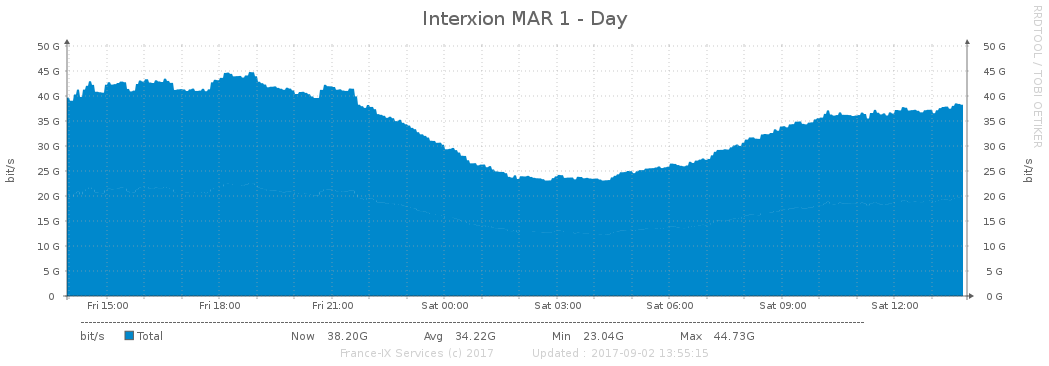 Interxion MAR 1 - Day
RRDTOOL / TOBI OETIKER
bit/s
50 G
45 G
40 G
35 G
30 G
25 G
20 G
15 G
10 G
5 G
0
50 G
45 G
40 G
35 G
30 G
25 G
20 G
15 G
10 G
5 G
0 G
bit/s
Fri 15:00 Fri 18:00 Fri 21:00 Sat 00:00 Sat 03:00 Sat 06:00 Sat 09:00 Sat 12:00
bit/s Total Now 38.20G Avg 34.22G Min 23.04G Max 44.73G
France-IX Services (c) 2017 Updated : 2017-09-02 13:55:15